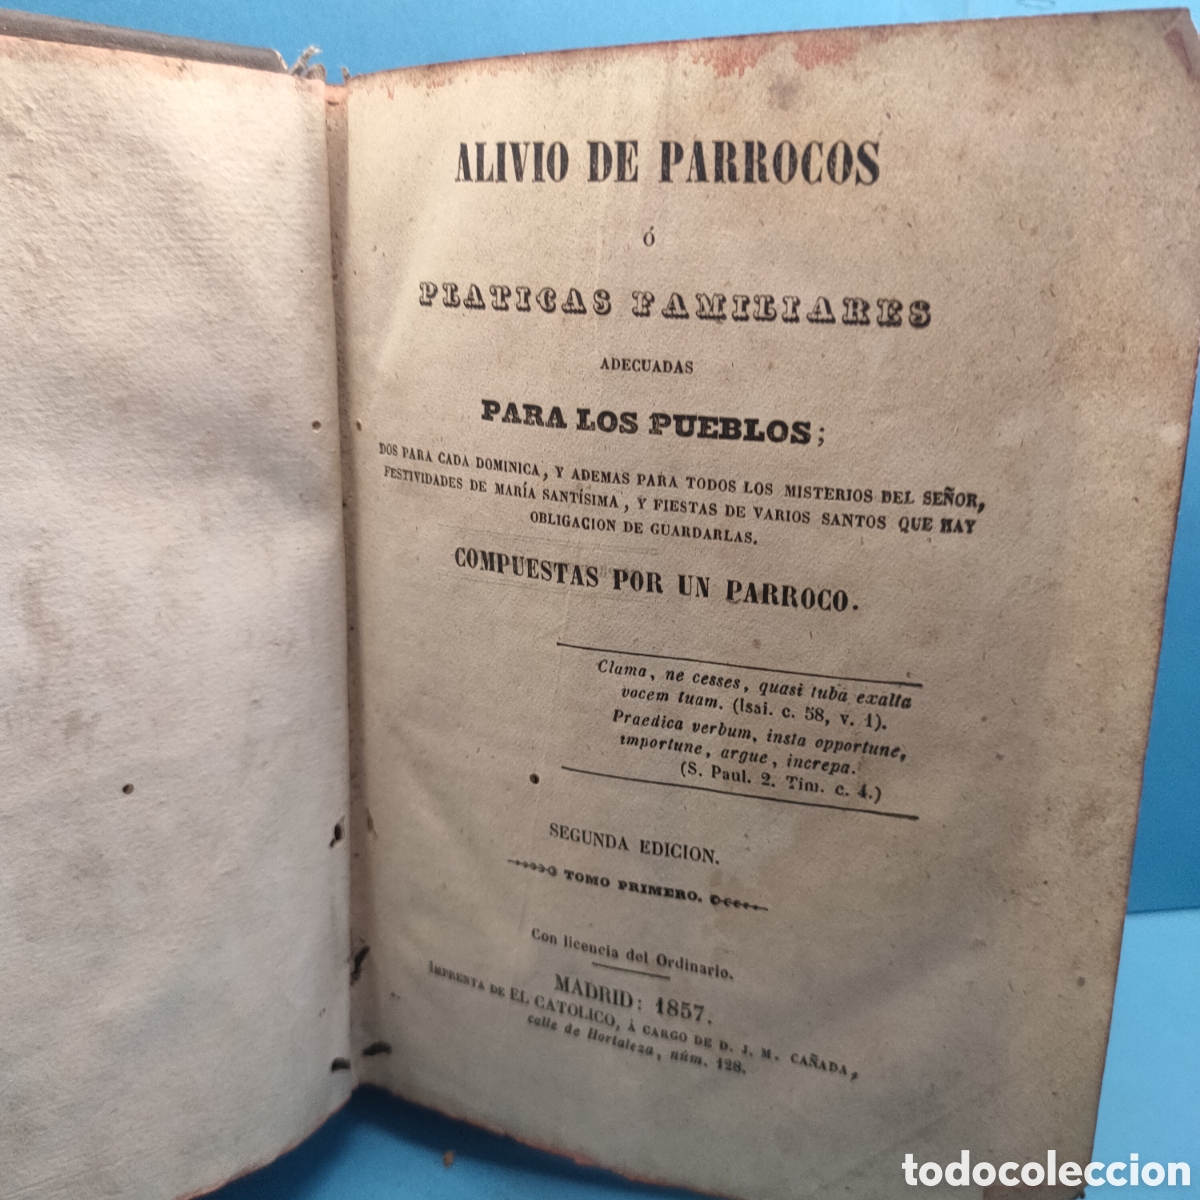 ALIVIO DE PARROCOS
ó
PLATICAS FAMILIARES
ADECUADAS
PARA LOS PUEBLOS;
DOS PARA CADA DOMINICA, Y ADEMAS PARA TODOS LOS MISTERIOS DEL SEÑOR,
FESTIVIDADES DE MARÍA SANTÍSIMA, Y FIESTAS DE VARIOS SANTOS QUE HAY
OBLIGACION DE GUARDARLAS.
COMPUESTAS POR UN PARROCO.
Clama, ne cesses, quasi tuba exalta
vocem tuam. (Isai. c. 58, v. 1).
Praedica verbum, insta opportune,
importune, argue, increpa.
(S. Paul. 2. Tim. c. 4.)
SEGUNDA EDICION.
TOMO PRIMERO.
Con licencia del Ordinario.
MADRID: 1857.
IMPRENTA DE EL CATOLICO, Á CARGO DE D. J. M. CAÑADA,
calle de Hortaleza, núm. 128.
todocoleccion